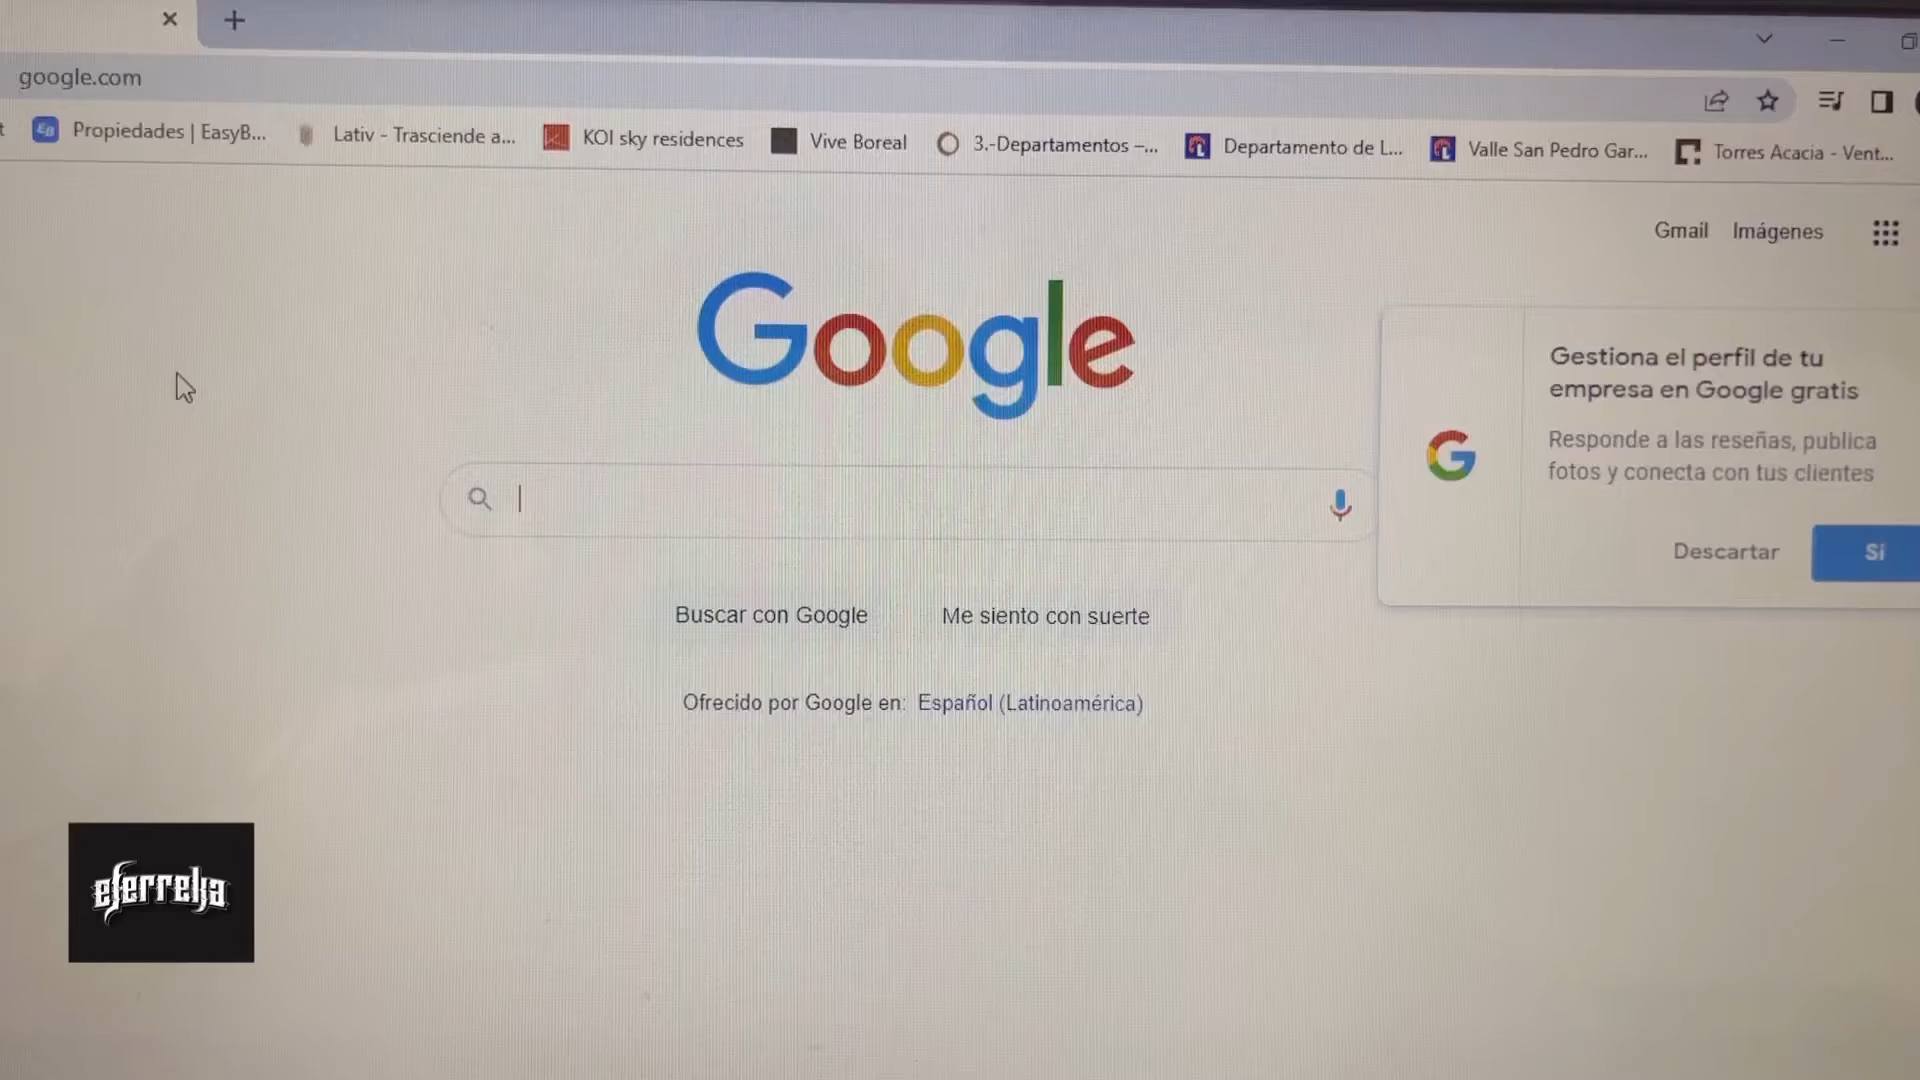 google.com
Propiedades | EasyB...
Lativ - Trasciende a...
KOI sky residences
Vive Boreal
3.-Departamentos –...
Departamento de L...
Valle San Pedro Gar...
Torres Acacia - Vent...
Gmail
Imágenes
Google
Gestiona el perfil de tu
empresa en Google gratis
Responde a las reseñas, publica
fotos y conecta con tus clientes
Descartar
Sí
Buscar con Google
Me siento con suerte
Ofrecido por Google en: Español (Latinoamérica)
eferrelja